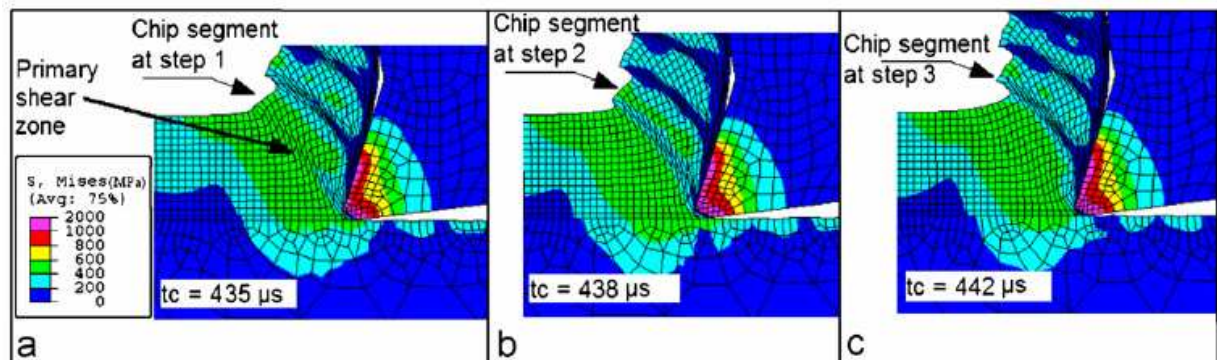 Chip segment
at step 1
Primary
shear
zone
S, Mises(MPa)
(Avg: 75%)
2000
1000
800
600
400
200
0
tc = 435 µs
a
Chip segment
at step 2
tc = 438 µs
b
Chip segment
at step 3
tc = 442 µs
c